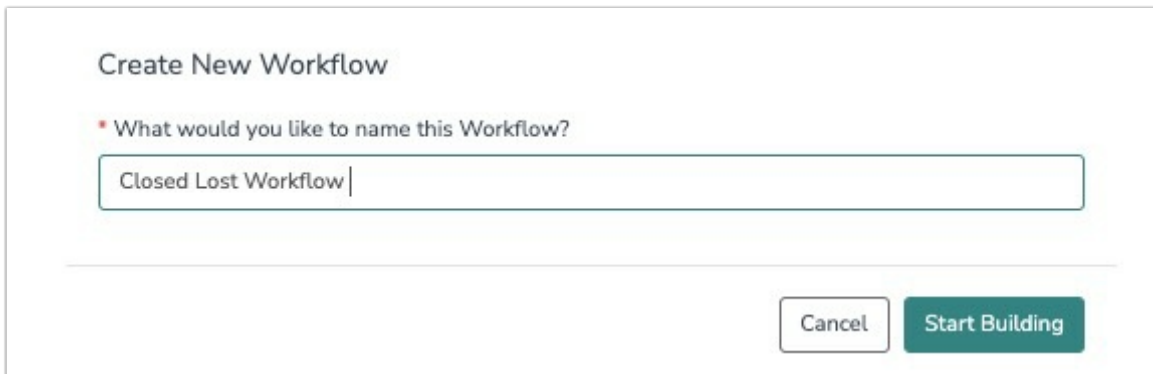 Create New Workflow
* What would you like to name this Workflow?
Closed Lost Workflow
Cancel Start Building